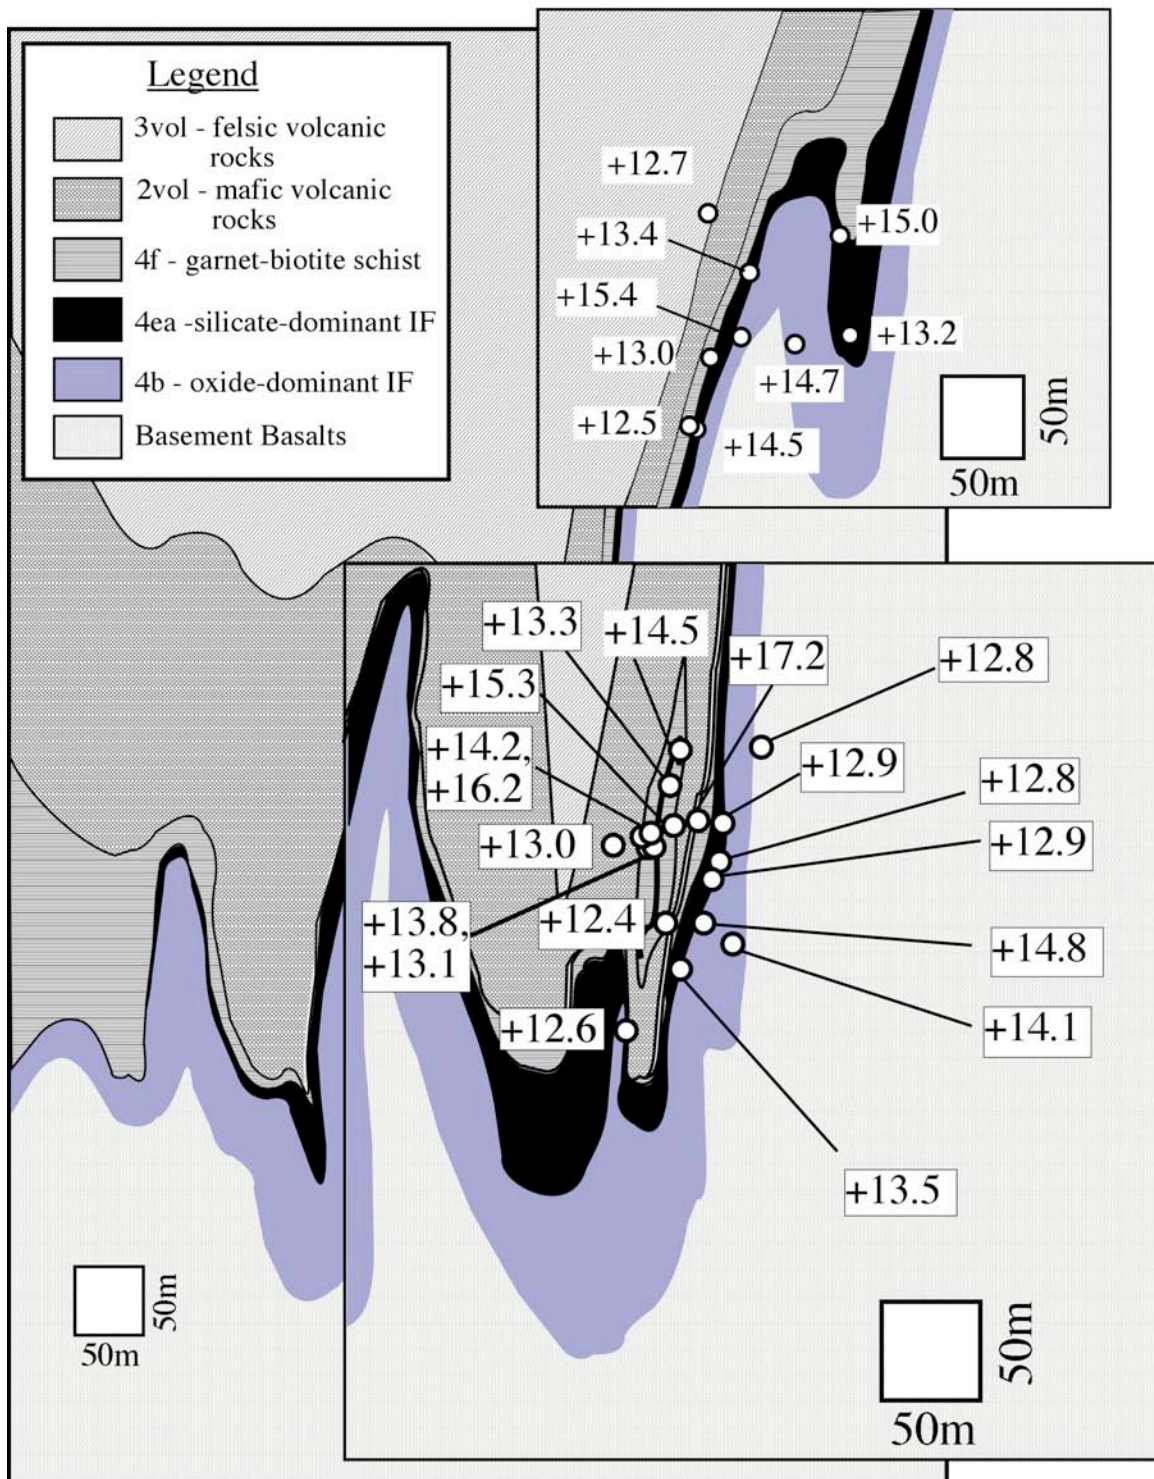 Legend
3vol - felsic volcanic
rocks
2vol - mafic volcanic
rocks
4f - garnet-biotite schist
4ea -silicate-dominant IF
4b - oxide-dominant IF
Basement Basalts
+12.7
+13.4
+15.4
+13.0
+12.5
+15.0
+13.2
+14.7
+14.5
50m
50m
+13.3
+14.5
+17.2
+12.8
+15.3
+14.2,
+16.2
+12.9
+12.8
+13.0
+12.9
+13.8,
+13.1
+12.4
+14.8
+12.6
+14.1
+13.5
50m
50m
50m
50m